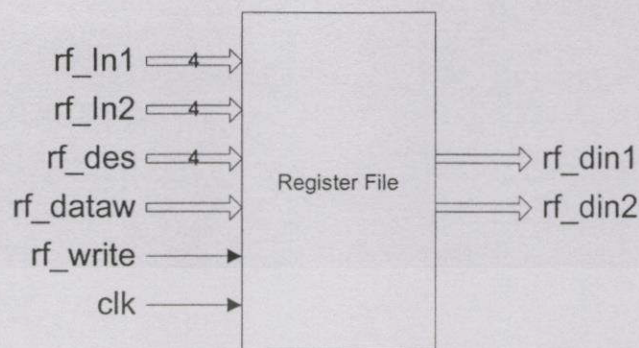 rf_In1 4
rf_In2 4
rf_des 4
rf_dataw
rf_write
clk
Register File
rf_din1
rf_din2